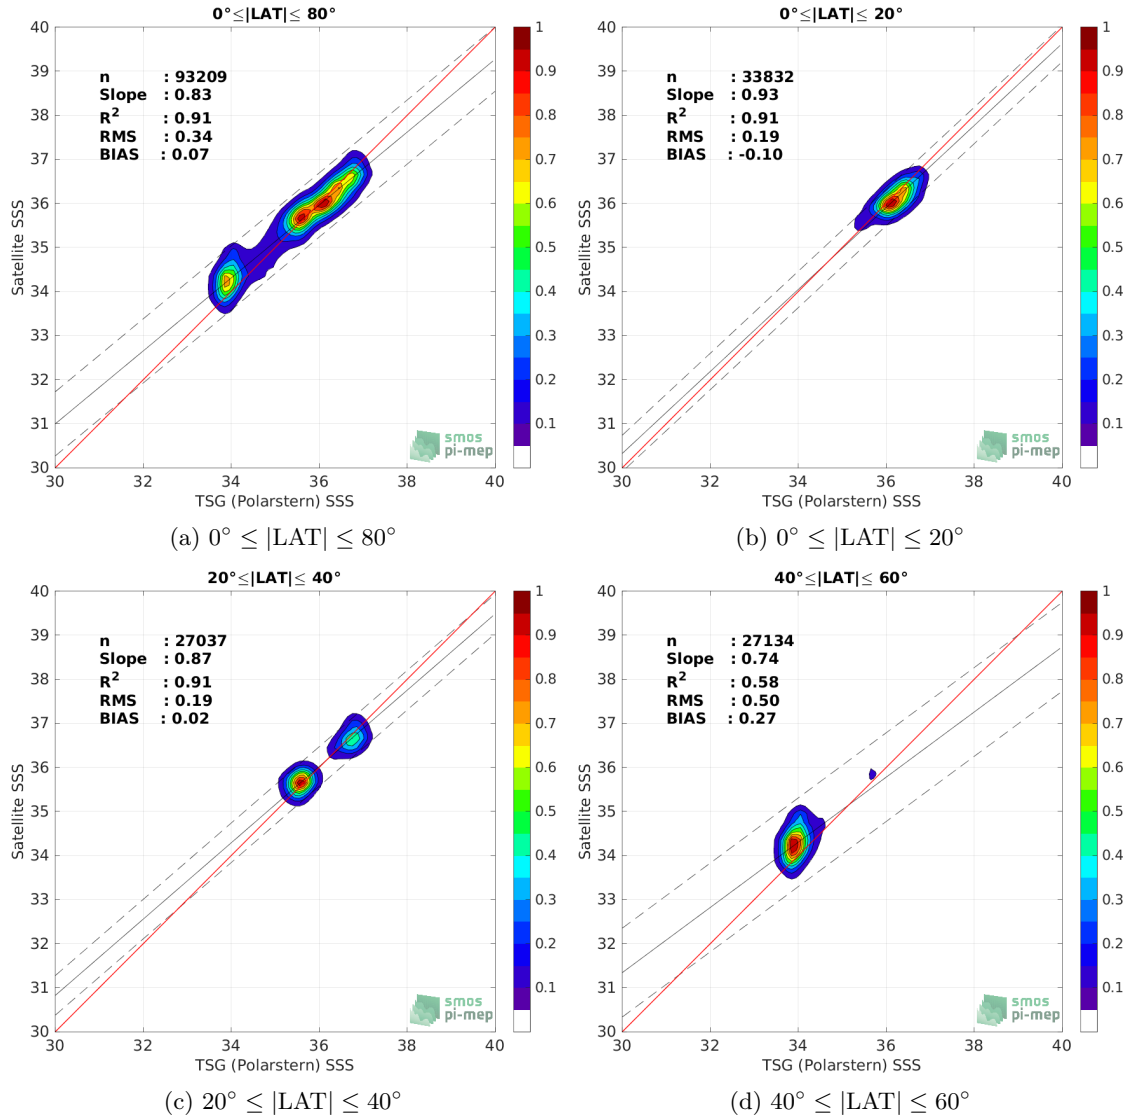 0°≤|LAT|≤ 80°
n : 93209
Slope : 0.83
R² : 0.91
RMS : 0.34
BIAS : 0.07
Satellite SSS
40
39
38
37
36
35
34
33
32
31
30
30 32 34 36 38 40
TSG (Polarstern) SSS
1
0.9
0.8
0.7
0.6
0.5
0.4
0.3
0.2
0.1
smos
pi-mep
(a) 0° ≤ |LAT| ≤ 80°
0°≤|LAT|≤ 20°
n : 33832
Slope : 0.93
R² : 0.91
RMS : 0.19
BIAS : -0.10
Satellite SSS
40
39
38
37
36
35
34
33
32
31
30
30 32 34 36 38 40
TSG (Polarstern) SSS
1
0.9
0.8
0.7
0.6
0.5
0.4
0.3
0.2
0.1
smos
pi-mep
(b) 0° ≤ |LAT| ≤ 20°
20°≤|LAT|≤ 40°
n : 27037
Slope : 0.87
R² : 0.91
RMS : 0.19
BIAS : 0.02
Satellite SSS
40
39
38
37
36
35
34
33
32
31
30
30 32 34 36 38 40
TSG (Polarstern) SSS
1
0.9
0.8
0.7
0.6
0.5
0.4
0.3
0.2
0.1
smos
pi-mep
(c) 20° ≤ |LAT| ≤ 40°
40°≤|LAT|≤ 60°
n : 27134
Slope : 0.74
R² : 0.58
RMS : 0.50
BIAS : 0.27
Satellite SSS
40
39
38
37
36
35
34
33
32
31
30
30 32 34 36 38 40
TSG (Polarstern) SSS
1
0.9
0.8
0.7
0.6
0.5
0.4
0.3
0.2
0.1
smos
pi-mep
(d) 40° ≤ |LAT| ≤ 60°